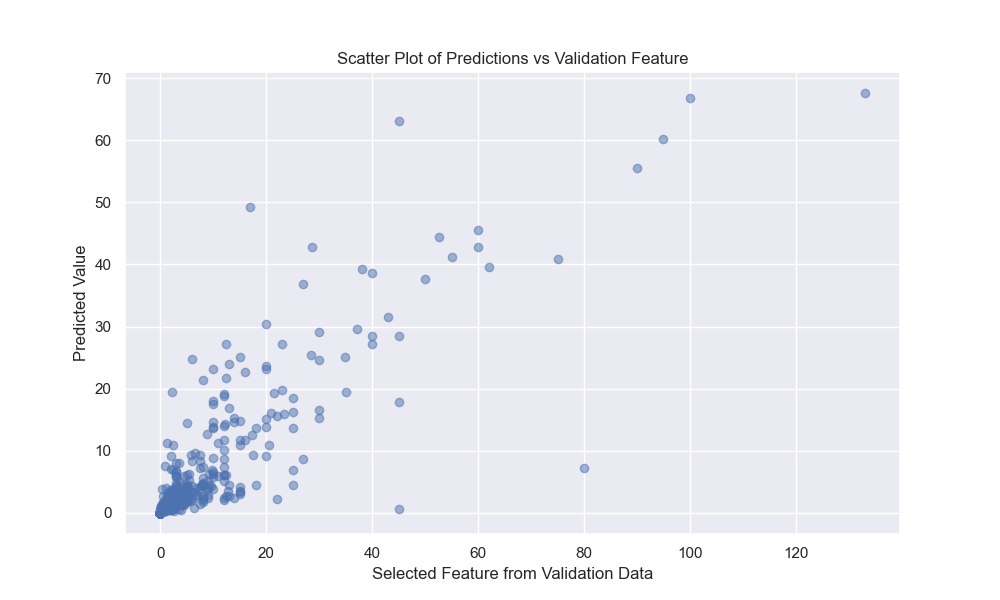 Scatter Plot of Predictions vs Validation Feature
70
60
50
40
30
20
10
0
Predicted Value
0 20 40 60 80 100 120
Selected Feature from Validation Data